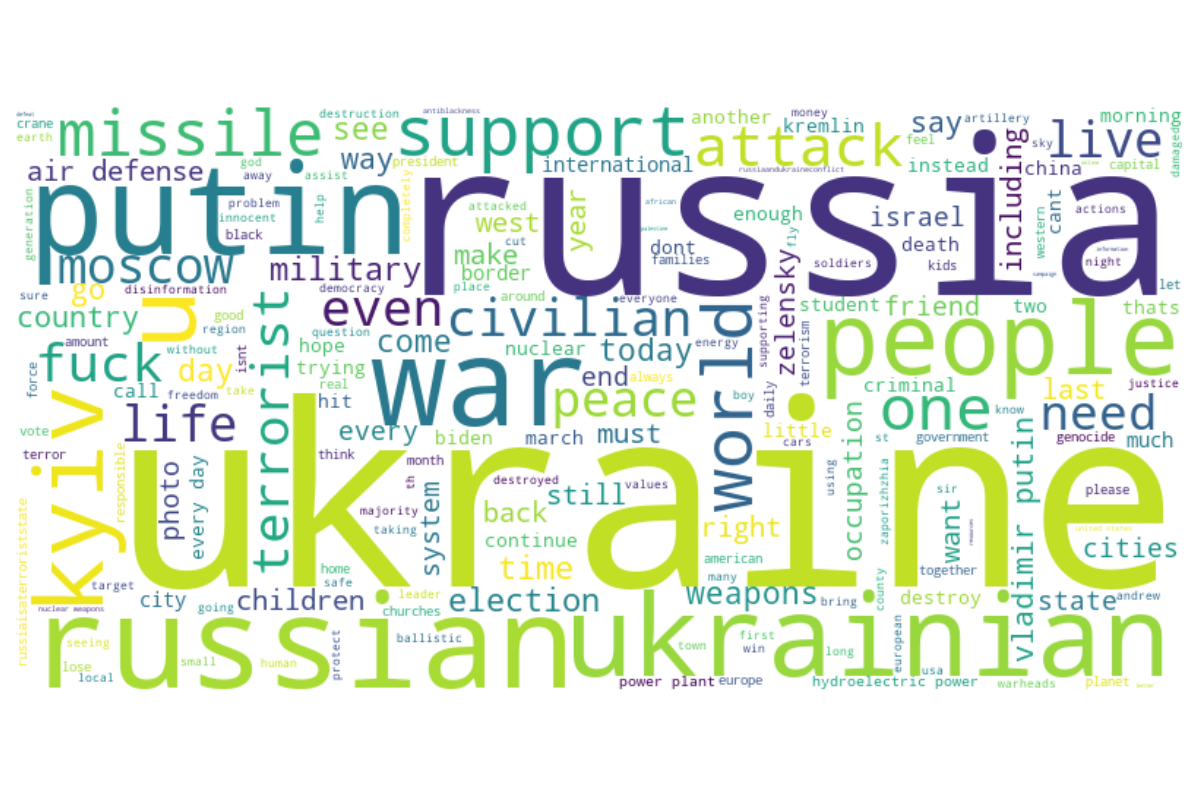 defeat
crane
earth
missile
destruction
see
antiblackness
support
another
money
kremlin
say
artillery
feel
sky
live
morning
damagedg
air defense
god
away
way
president
assist
international
attack
instead
including
china
capital
generation
putin
russia
problem
innocent
black
help
completely
attacked
west
cut
year
african
russiaandukraineconflict
enough
dont
families
palestine
fly
israel
death
soldiers
kids
western
cant
actions
night
information
campaign
moscow
military
make
border
place
democracy
around
everyone
zelensky
let
sure
go
disinformation
u
good
region
country
amount
even
civilian
world
supporting
student
friend
two
thats
people
fuck
without
isnt
terrorist
question
hope
trying
come
nuclear
today
energy
terrorism
force
day
call
freedom
take
real
hit
war
end
always
peace
boy
daily
criminal
last
justice
kyiv
life
every
biden
march
must
little
cars
one
know
need
vote
terror
responsible
photo
every day
think
month
th
majority
taking
system
destroyed
still
values
back
continue
right
using
occupation
st
government
zaporizhzhia
sir
want
vladimir putin
genocide
much
please
united states
cities
russiaisaterroriststate
ukraine
home
safe
time
american
many
resources
together
target
nuclear weapons
city
going
children
leader
churches
election
weapons
bring
county
destroy
state
andrew
russian
ukrainian
seeing
lose
local
small
human
protect
ballistic
town
first
win
long
european
usa
power plant
europe
hydroelectric power
warheads
planet